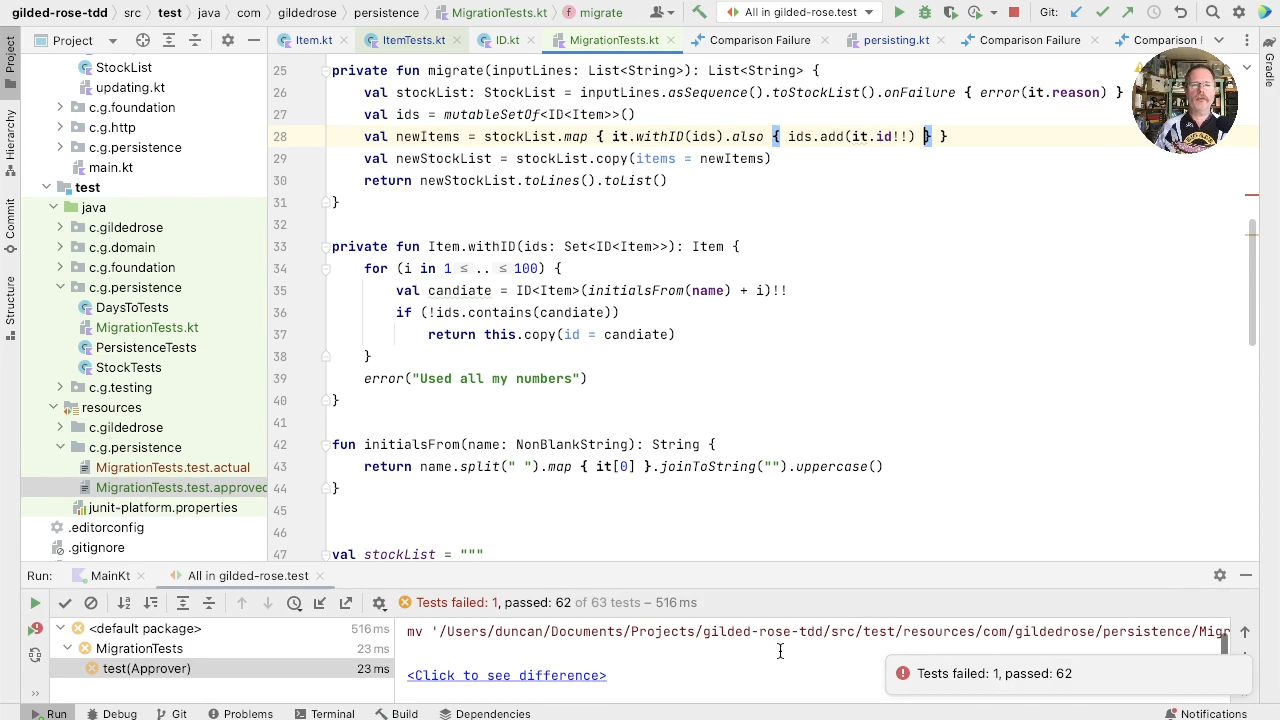 gilded-rose-tdd › src › test › java › com › gildedrose › persistence › MigrationTests.kt › migrate
All in gilded-rose.test
Git:
Project
Item.kt
ItemTests.kt
ID.kt
MigrationTests.kt
Comparison Failure
persisting.kt
Comparison Failure
Comparison
Project
Hierarchy
Commit
Structure
Gradle
StockList
updating.kt
c.g.foundation
c.g.http
c.g.persistence
main.kt
test
java
c.gildedrose
c.g.domain
c.g.foundation
c.g.persistence
DaysToTests
MigrationTests.kt
PersistenceTests
StockTests
c.g.testing
resources
c.gildedrose
c.g.persistence
MigrationTests.test.actual
MigrationTests.test.approved
junit-platform.properties
.editorconfig
.gitignore
25 private fun migrate(inputLines: List<String>): List<String> {
26 val stockList: StockList = inputLines.asSequence().toStockList().onFailure { error(it.reason) }
27 val ids = mutableSetOf<ID<Item>>()
28 val newItems = stockList.map { it.withID(ids).also { ids.add(it.id!!) } }
29 val newStockList = stockList.copy(items = newItems)
30 return newStockList.toLines().toList()
31 }
32
33 private fun Item.withID(ids: Set<ID<Item>>): Item {
34 for (i in 1 ≤ .. ≤ 100) {
35 val candiate = ID<Item>(initialsFrom(name) + i)!!
36 if (!ids.contains(candiate))
37 return this.copy(id = candiate)
38 }
39 error("Used all my numbers")
40 }
41
42 fun initialsFrom(name: NonBlankString): String {
43 return name.split(" ").map { it[0] }.joinToString("").uppercase()
44 }
45
46
47 val stockList = """
Run:
MainKt
All in gilded-rose.test
Tests failed: 1, passed: 62 of 63 tests – 516 ms
<default package> 516 ms
MigrationTests 23 ms
test(Approver) 23 ms
mv '/Users/duncan/Documents/Projects/gilded-rose-tdd/src/test/resources/com/gildedrose/persistence/Migr
<Click to see difference>
Tests failed: 1, passed: 62
Run
Debug
Git
Problems
Terminal
Build
Dependencies
Notifications